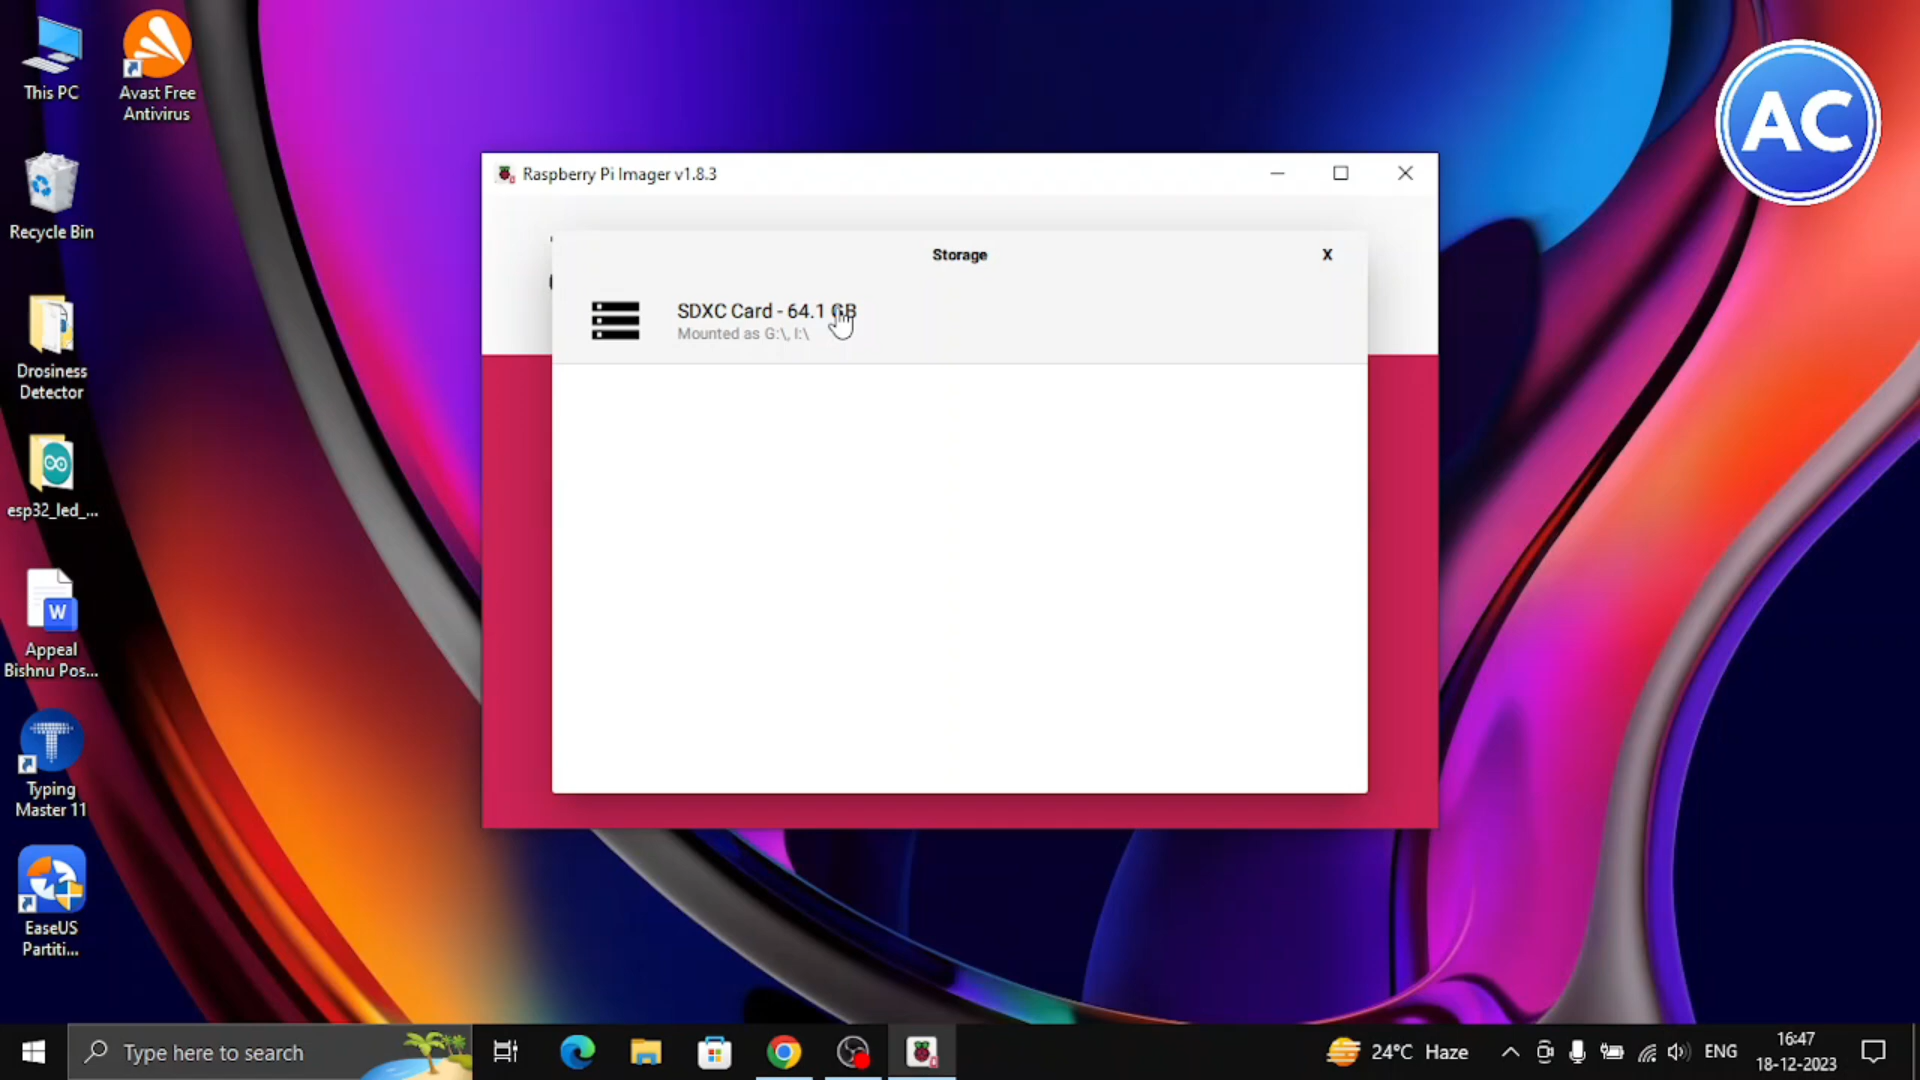 This PC
Avast Free
Antivirus
AC
Recycle Bin
Drosiness
Detector
esp32_led_...
W
Appeal
Bishnu Pos...
Typing
Master 11
EaseUS
Partiti...
Raspberry Pi Imager v1.8.3
Storage
X
SDXC Card - 64.1 GB
Mounted as G:\, I:\
Type here to search
24°C Haze
ENG
16:47
18-12-2023